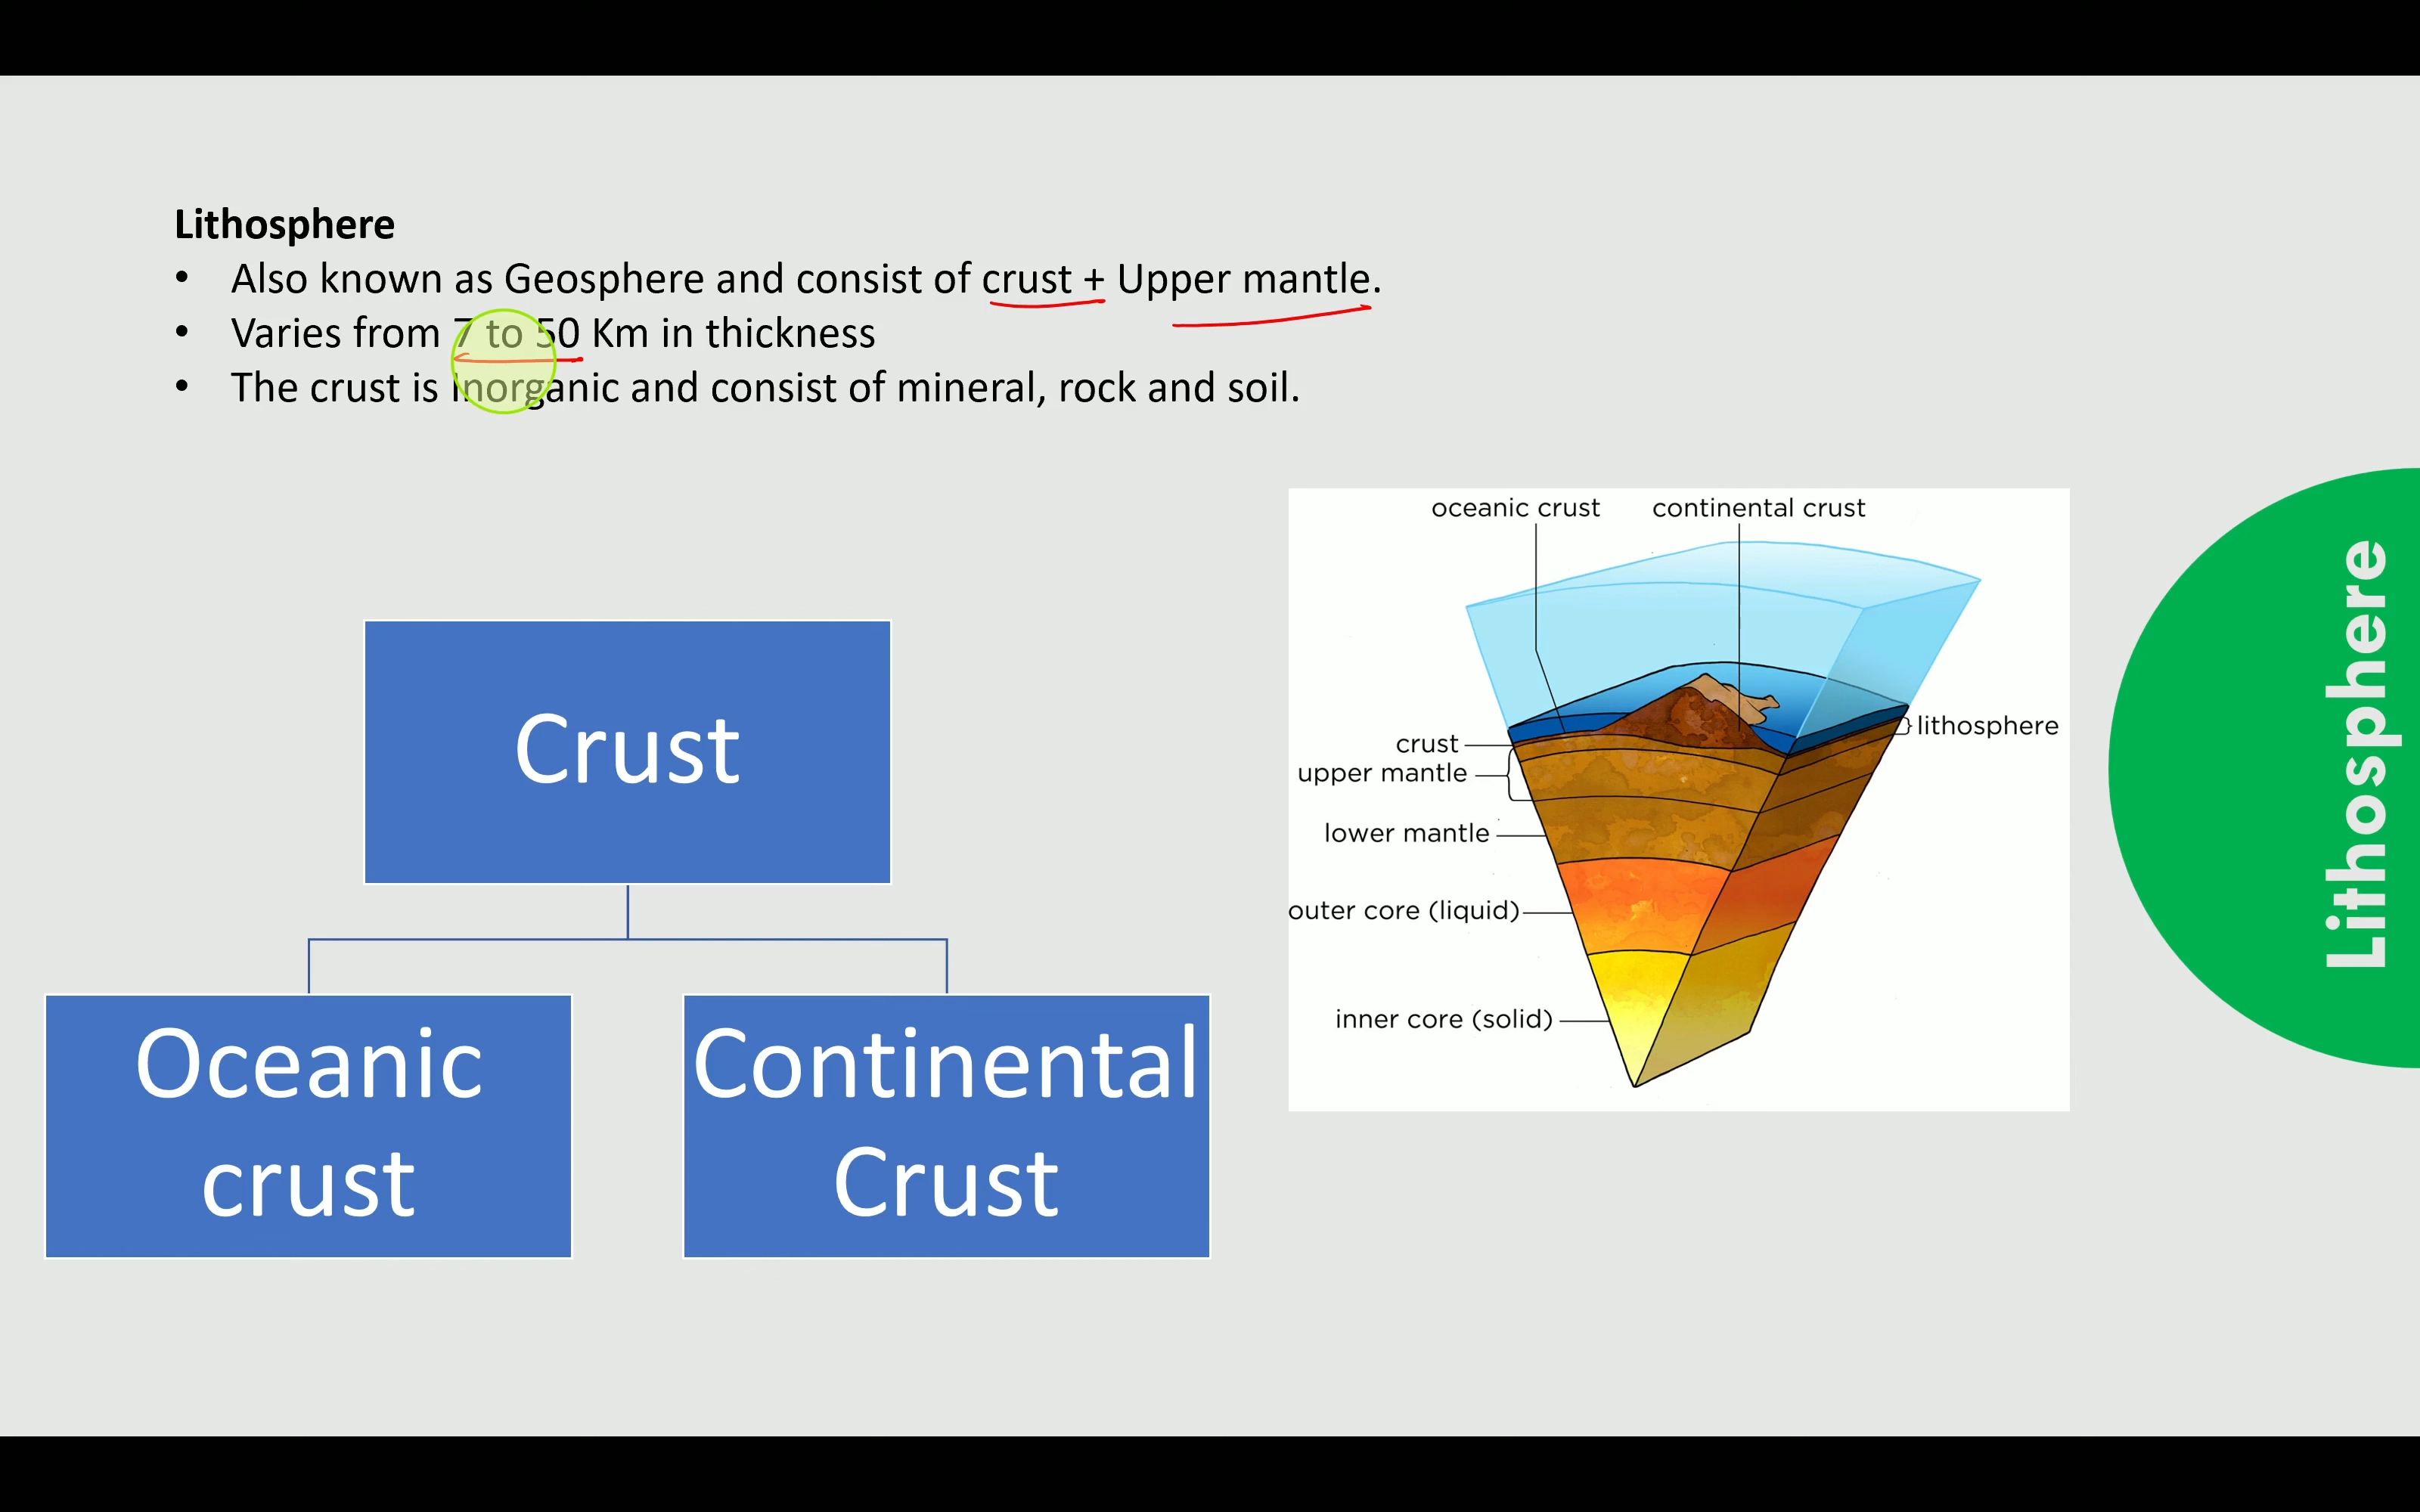 Lithosphere
• Also known as Geosphere and consist of crust + Upper mantle.
• Varies from 7 to 50 Km in thickness
• The crust is Inorganic and consist of mineral, rock and soil.
Crust
Oceanic
crust
Continental
Crust
oceanic crust
continental crust
crust
upper mantle
lower mantle
outer core (liquid)
inner core (solid)
lithosphere
Lithosphere